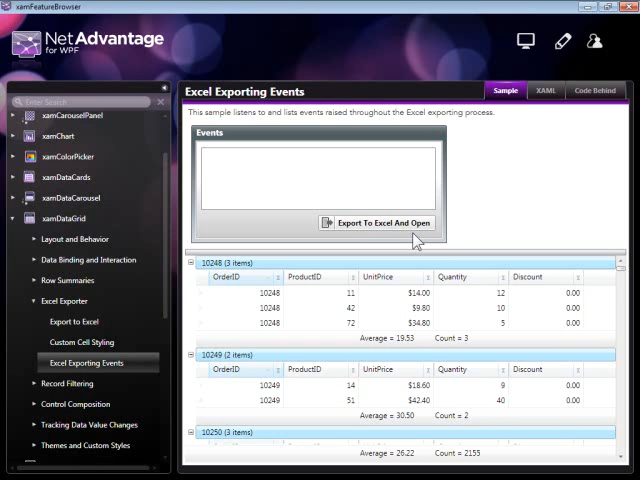 xamFeatureBrowser
NetAdvantage
for WPF
Enter Search
xamCarouselPanel
xamChart
xamColorPicker
xamDataCards
xamDataCarousel
xamDataGrid
Layout and Behavior
Data Binding and Interaction
Row Summaries
Excel Exporter
Export to Excel
Custom Cell Styling
Excel Exporting Events
Record Filtering
Control Composition
Tracking Data Value Changes
Themes and Custom Styles
Excel Exporting Events
Sample XAML Code Behind
This sample listens to and lists events raised throughout the Excel exporting process.
Events
Export To Excel And Open
10248 (3 items)
OrderID ProductID UnitPrice Quantity Discount
10248 11 $14.00 12 0.00
10248 42 $9.80 10 0.00
10248 72 $34.80 5 0.00
Average = 19.53 Count = 3
10249 (2 items)
OrderID ProductID UnitPrice Quantity Discount
10249 14 $18.60 9 0.00
10249 51 $42.40 40 0.00
Average = 30.50 Count = 2
10250 (3 items)
Average = 26.22 Count = 2155